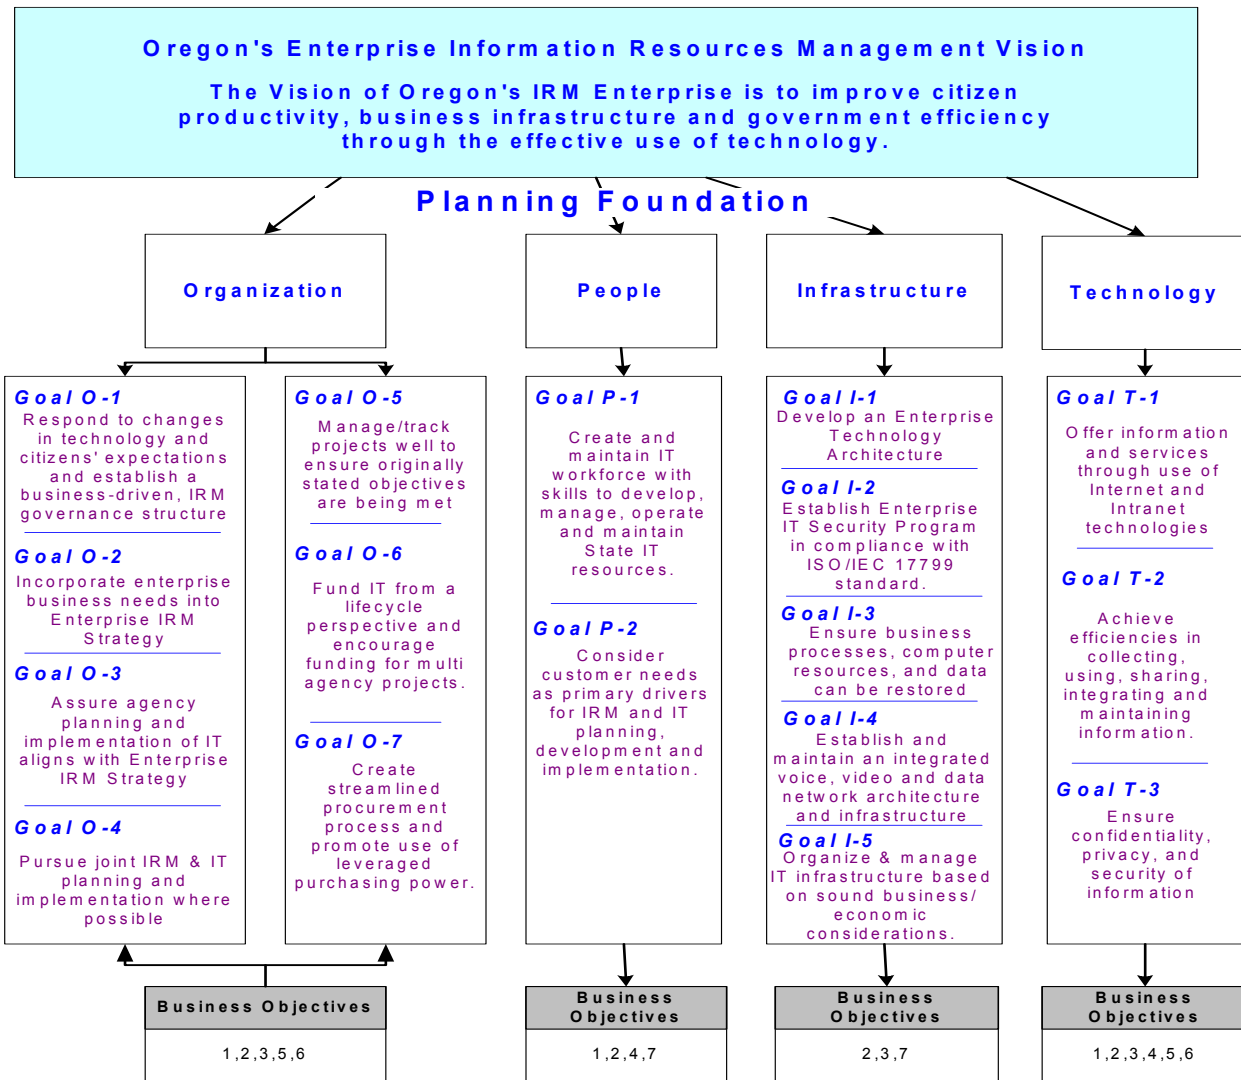 Oregon's Enterprise Information Resources Management Vision
The Vision of Oregon's IRM Enterprise is to improve citizen
productivity, business infrastructure and government efficiency
through the effective use of technology.
Planning Foundation
Organization
People
Infrastructure
Technology
Goal O-1
Respond to changes
in technology and
citizens' expectations
and establish a
business-driven, IRM
governance structure
Goal O-2
Incorporate enterprise
business needs into
Enterprise IRM
Strategy
Goal O-3
Assure agency
planning and
implementation of IT
aligns with Enterprise
IRM Strategy
Goal O-4
Pursue joint IRM & IT
planning and
implementation where
possible
Goal O-5
Manage/track
projects well to
ensure originally
stated objectives
are being met
Goal O-6
Fund IT from a
lifecycle
perspective and
encourage
funding for multi
agency projects.
Goal O-7
Create
streamlined
procurement
process and
promote use of
leveraged
purchasing power.
Goal P-1
Create and
maintain IT
workforce with
skills to develop,
manage, operate
and maintain
State IT
resources.
Goal P-2
Consider
customer needs
as primary drivers
for IRM and IT
planning,
development and
implementation.
Goal I-1
Develop an Enterprise
Technology
Architecture
Goal I-2
Establish Enterprise
IT Security Program
in compliance with
ISO/IEC 17799
standard.
Goal I-3
Ensure business
processes, computer
resources, and data
can be restored
Goal I-4
Establish and
maintain an integrated
voice, video and data
network architecture
and infrastructure
Goal I-5
Organize & manage
IT infrastructure based
on sound business/
economic
considerations.
Goal T-1
Offer information
and services
through use of
Internet and
Intranet
technologies
Goal T-2
Achieve
efficiencies in
collecting,
using, sharing,
integrating and
maintaining
information.
Goal T-3
Ensure
confidentiality,
privacy, and
security of
information
Business Objectives
1,2,3,5,6
Business
Objectives
1,2,4,7
Business
Objectives
2,3,7
Business
Objectives
1,2,3,4,5,6